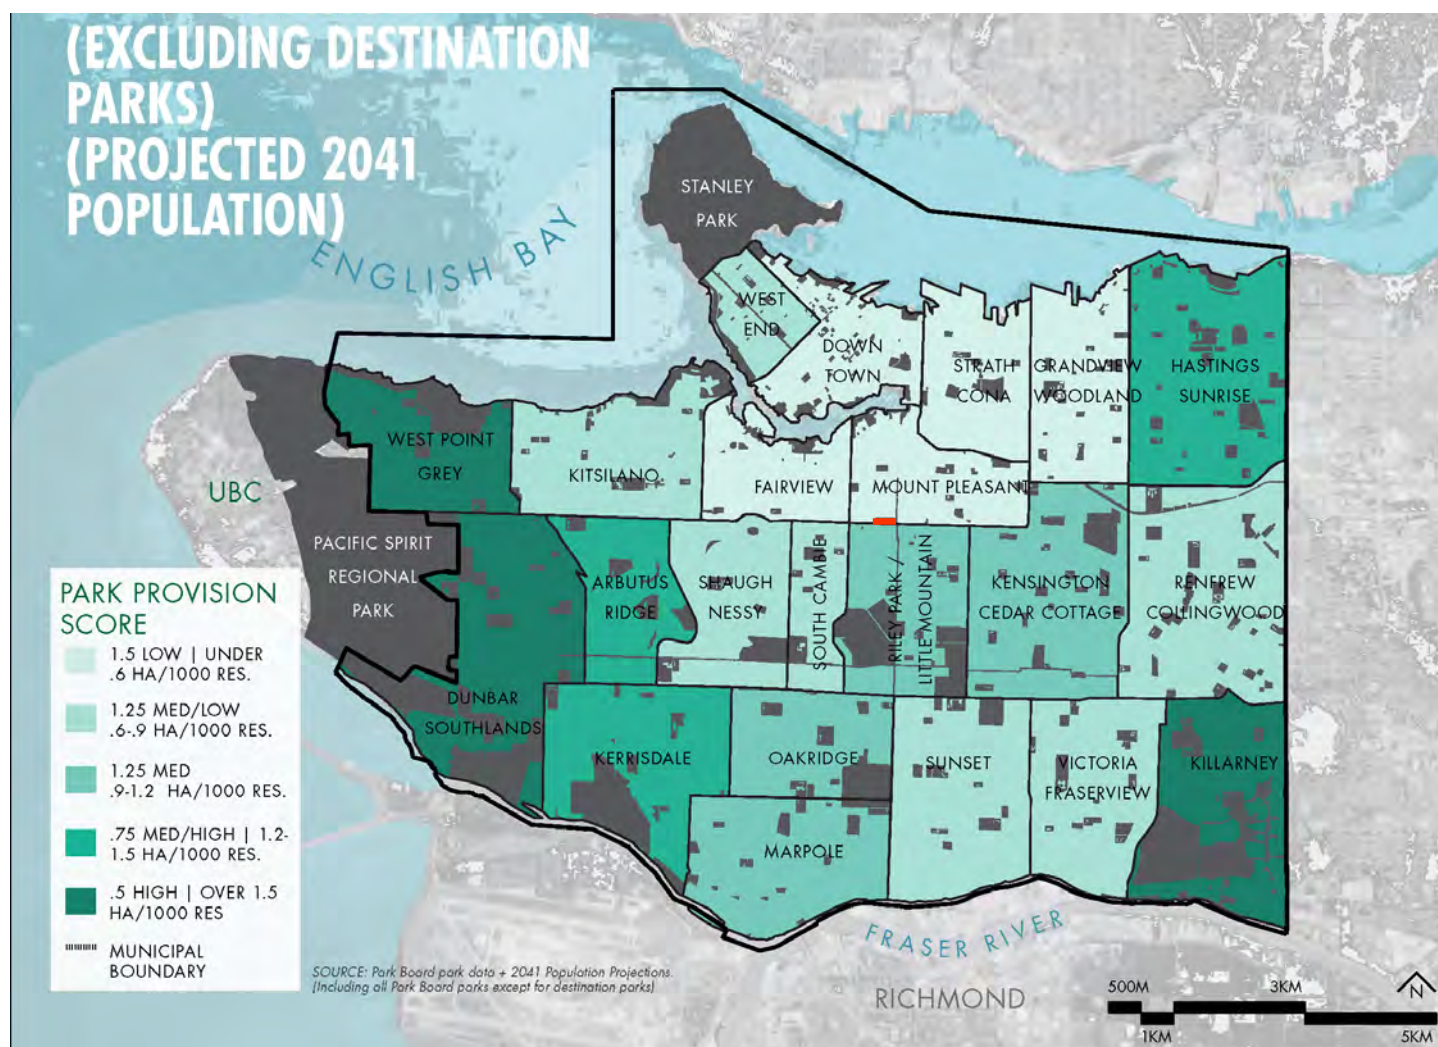 (EXCLUDING DESTINATION
PARKS)
(PROJECTED 2041
POPULATION)
ENGLISH BAY
STANLEY
PARK
WEST
END
DOWN
TOWN
STRATH
CONA
GRANDVIEW
WOODLAND
HASTINGS
SUNRISE
WEST POINT
GREY
KITSILANO
FAIRVIEW
MOUNT PLEASANT
UBC
PACIFIC SPIRIT
REGIONAL
PARK
ARBUTUS
RIDGE
SHAUGH
NESSY
SOUTH CAMBIE
RILEY PARK /
LITTLE MOUNTAIN
KENSINGTON
CEDAR COTTAGE
RENFREW
COLLINGWOOD
DUNBAR
SOUTHLANDS
KERRISDALE
OAKRIDGE
SUNSET
VICTORIA
FRASERVIEW
KILLARNEY
MARPOLE
FRASER RIVER
RICHMOND
PARK PROVISION
SCORE
1.5 LOW | UNDER
.6 HA/1000 RES.
1.25 MED/LOW
.6-.9 HA/1000 RES.
1.25 MED
.9-1.2 HA/1000 RES.
.75 MED/HIGH | 1.2-
1.5 HA/1000 RES.
.5 HIGH | OVER 1.5
HA/1000 RES
MUNICIPAL
BOUNDARY
SOURCE: Park Board park data + 2041 Population Projections.
(Including all Park Board parks except for destination parks)
500M
3KM
N
1KM
5KM